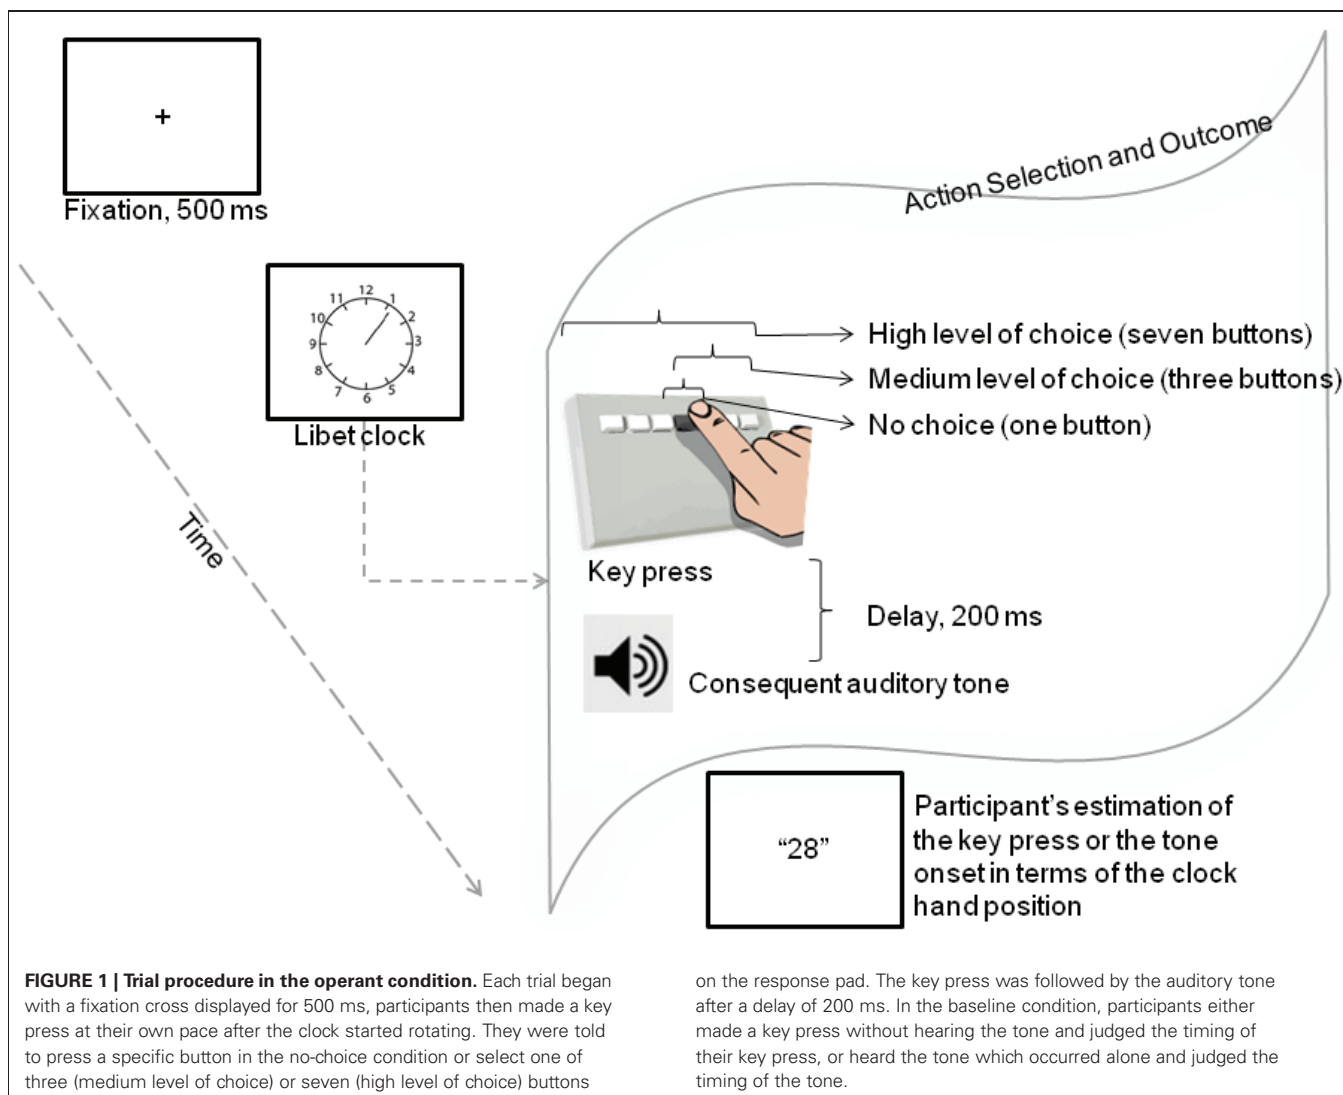 +
Fixation, 500 ms
Action Selection and Outcome
12
11
1
10
2
9
3
8
4
7
5
6
Libet clock
Time
High level of choice (seven buttons)
Medium level of choice (three buttons)
No choice (one button)
Key press
Delay, 200 ms
Consequent auditory tone
“28”
Participant’s estimation of
the key press or the tone
onset in terms of the clock
hand position
FIGURE 1 | Trial procedure in the operant condition. Each trial began
with a fixation cross displayed for 500 ms, participants then made a key
press at their own pace after the clock started rotating. They were told
to press a specific button in the no-choice condition or select one of
three (medium level of choice) or seven (high level of choice) buttons
on the response pad. The key press was followed by the auditory tone
after a delay of 200 ms. In the baseline condition, participants either
made a key press without hearing the tone and judged the timing of
their key press, or heard the tone which occurred alone and judged the
timing of the tone.